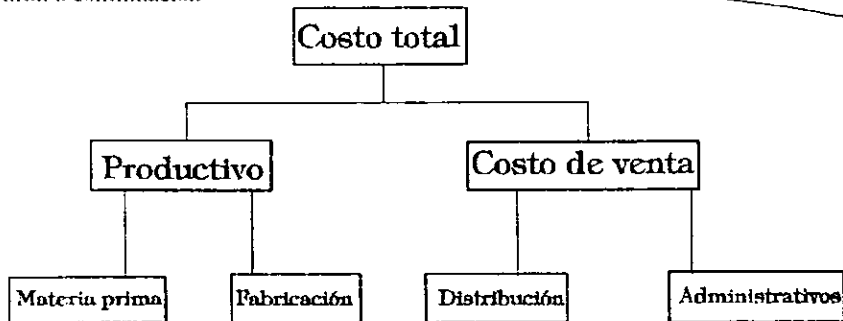 Costo total
Productivo
Costo de venta
Materia prima
Fabricación
Distribución
Administrativos